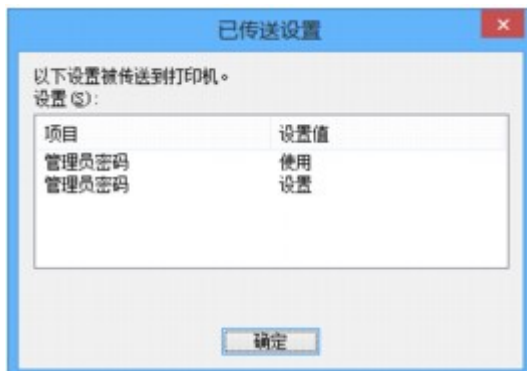 已传送设置
以下设置被传送到打印机。
设置(S):
项目 设置值
管理员密码 使用
管理员密码 设置
确定